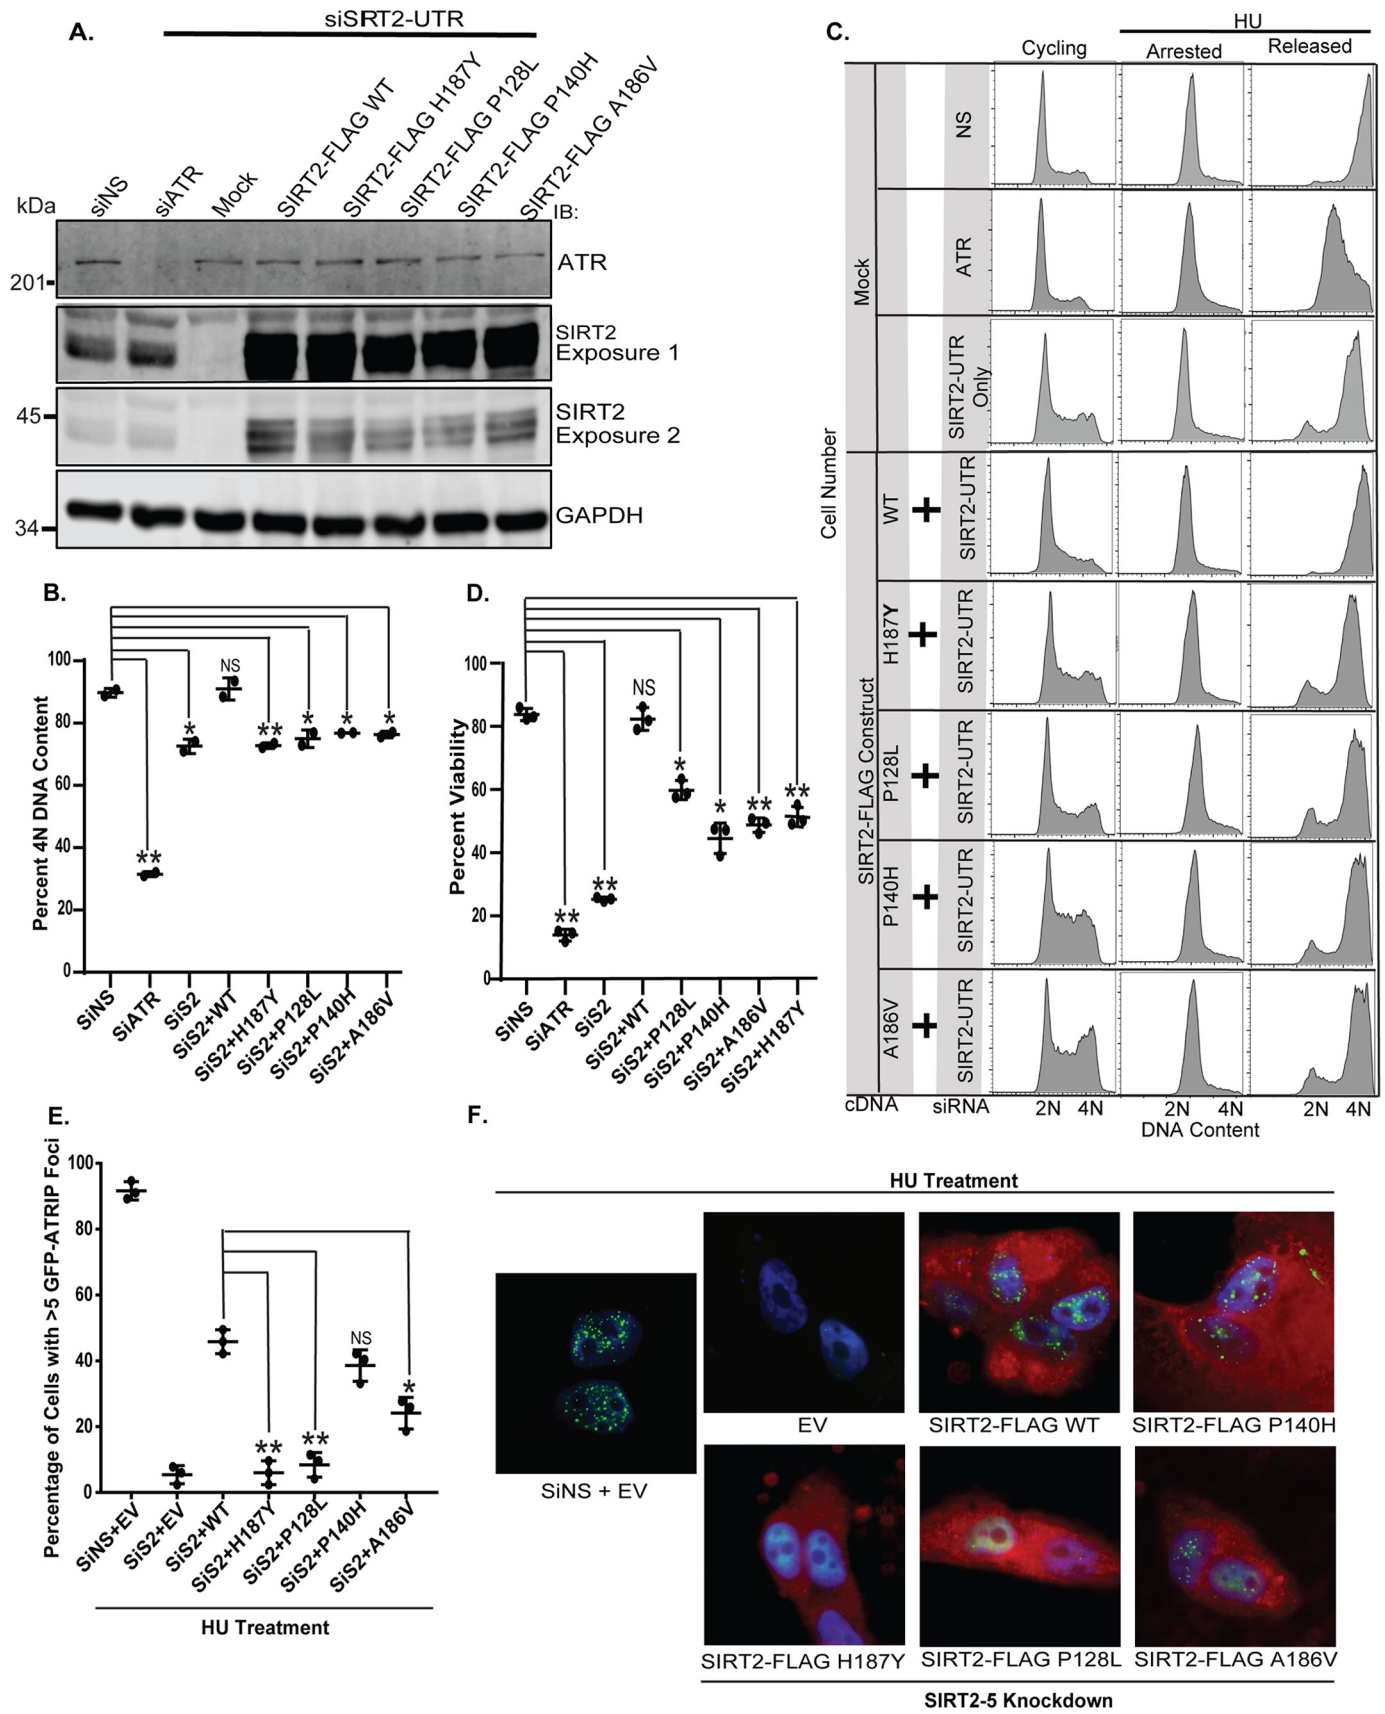 A.
siSIRT2-UTR
siNS
siATR
Mock
SIRT2-FLAG WT
SIRT2-FLAG H187Y
SIRT2-FLAG P128L
SIRT2-FLAG P140H
SIRT2-FLAG A186V
kDa
IB:
201
ATR
SIRT2
Exposure 1
45
SIRT2
Exposure 2
34
GAPDH
B.
Percent 4N DNA Content
100
80
60
40
20
0
NS
*
**
*
*
*
**
SiNS
SiATR
SiS2
SiS2+WT
SiS2+H187Y
SiS2+P128L
SiS2+P140H
SiS2+A186V
D.
Percent Viability
100
80
60
40
20
0
NS
*
*
**
**
**
**
SiNS
SiATR
SiS2
SiS2+WT
SiS2+P128L
SiS2+P140H
SiS2+A186V
SiS2+H187Y
C.
HU
Cycling
Arrested
Released
Cell Number
Mock
NS
ATR
SIRT2-UTR
Only
SIRT2-FLAG Construct
WT
+
SIRT2-UTR
H187Y
+
SIRT2-UTR
P128L
+
SIRT2-UTR
P140H
+
SIRT2-UTR
A186V
+
SIRT2-UTR
cDNA
siRNA
2N 4N
2N 4N
2N 4N
DNA Content
E.
Percentage of Cells with >5 GFP-ATRIP Foci
100
80
60
40
20
0
NS
*
**
**
SiNS+EV
SiS2+EV
SiS2+WT
SiS2+H187Y
SiS2+P128L
SiS2+P140H
SiS2+A186V
HU Treatment
F.
HU Treatment
SiNS + EV
EV
SIRT2-FLAG WT
SIRT2-FLAG P140H
SIRT2-FLAG H187Y
SIRT2-FLAG P128L
SIRT2-FLAG A186V
SIRT2-5 Knockdown